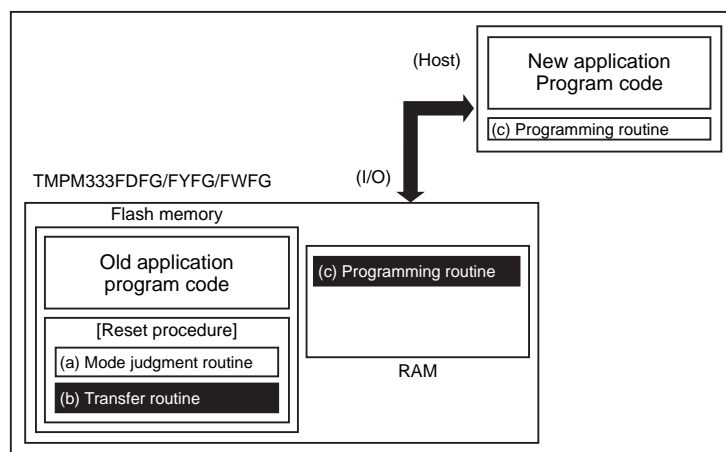 (Host)
New application
Program code
(c) Programming routine
(I/O)
TMPM333FDFG/FYFG/FWFG
Flash memory
Old application
program code
[Reset procedure]
(a) Mode judgment routine
(b) Transfer routine
(c) Programming routine
RAM